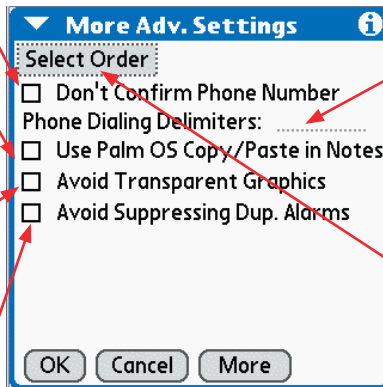 More Adv. Settings
Select Order
Don't Confirm Phone Number
Phone Dialing Delimiters:
Use Palm OS Copy/Paste in Notes
Avoid Transparent Graphics
Avoid Suppressing Dup. Alarms
OK Cancel More